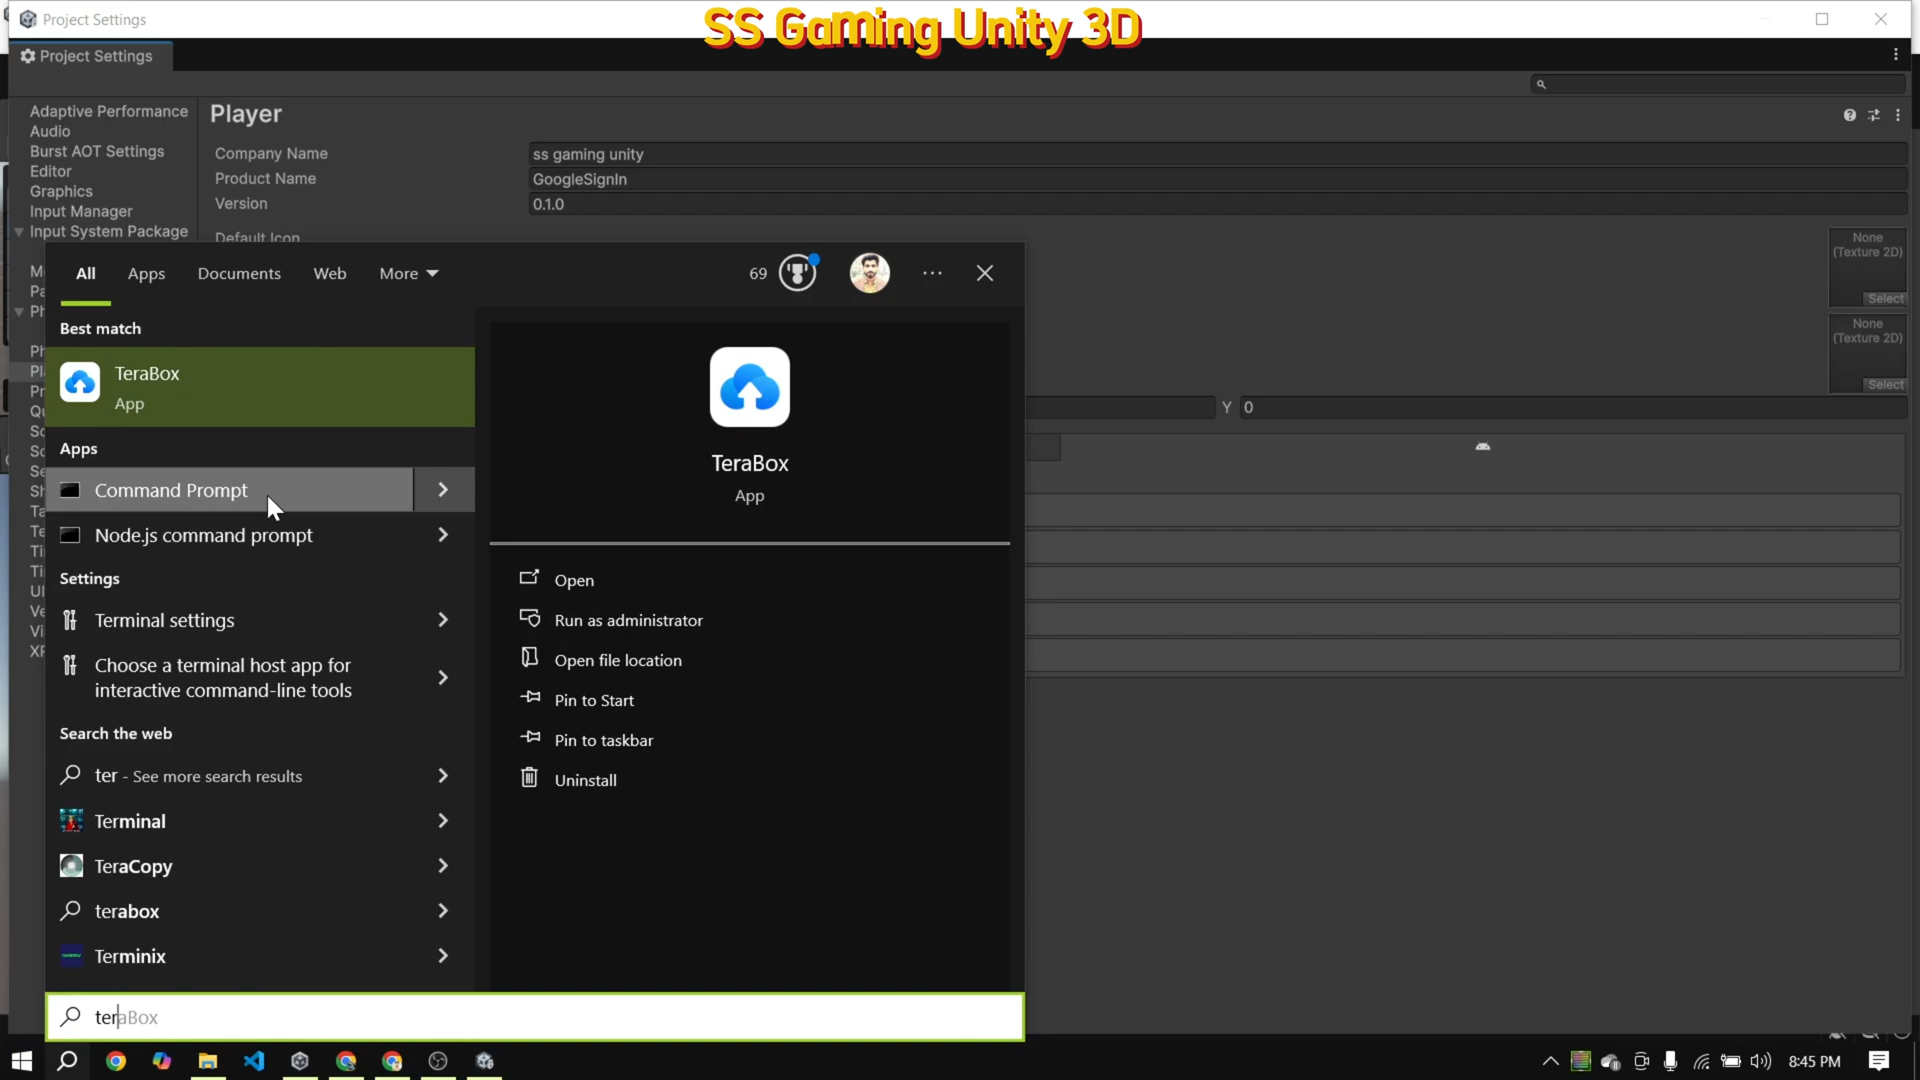 Project Settings
SS Gaming Unity 3D
Project Settings
Adaptive Performance
Audio
Burst AOT Settings
Editor
Graphics
Input Manager
Input System Package
Player
Company Name
ss gaming unity
Product Name
GoogleSignIn
Version
0.1.0
Default Icon
None
(Texture 2D)
Select
None
(Texture 2D)
Select
Y 0
All
Apps
Documents
Web
More
69
Best match
TeraBox
App
Apps
Command Prompt
Node.js command prompt
Settings
Terminal settings
Choose a terminal host app for
interactive command-line tools
Search the web
ter - See more search results
Terminal
TeraCopy
terabox
Terminix
TeraBox
App
Open
Run as administrator
Open file location
Pin to Start
Pin to taskbar
Uninstall
teraBox
8:45 PM